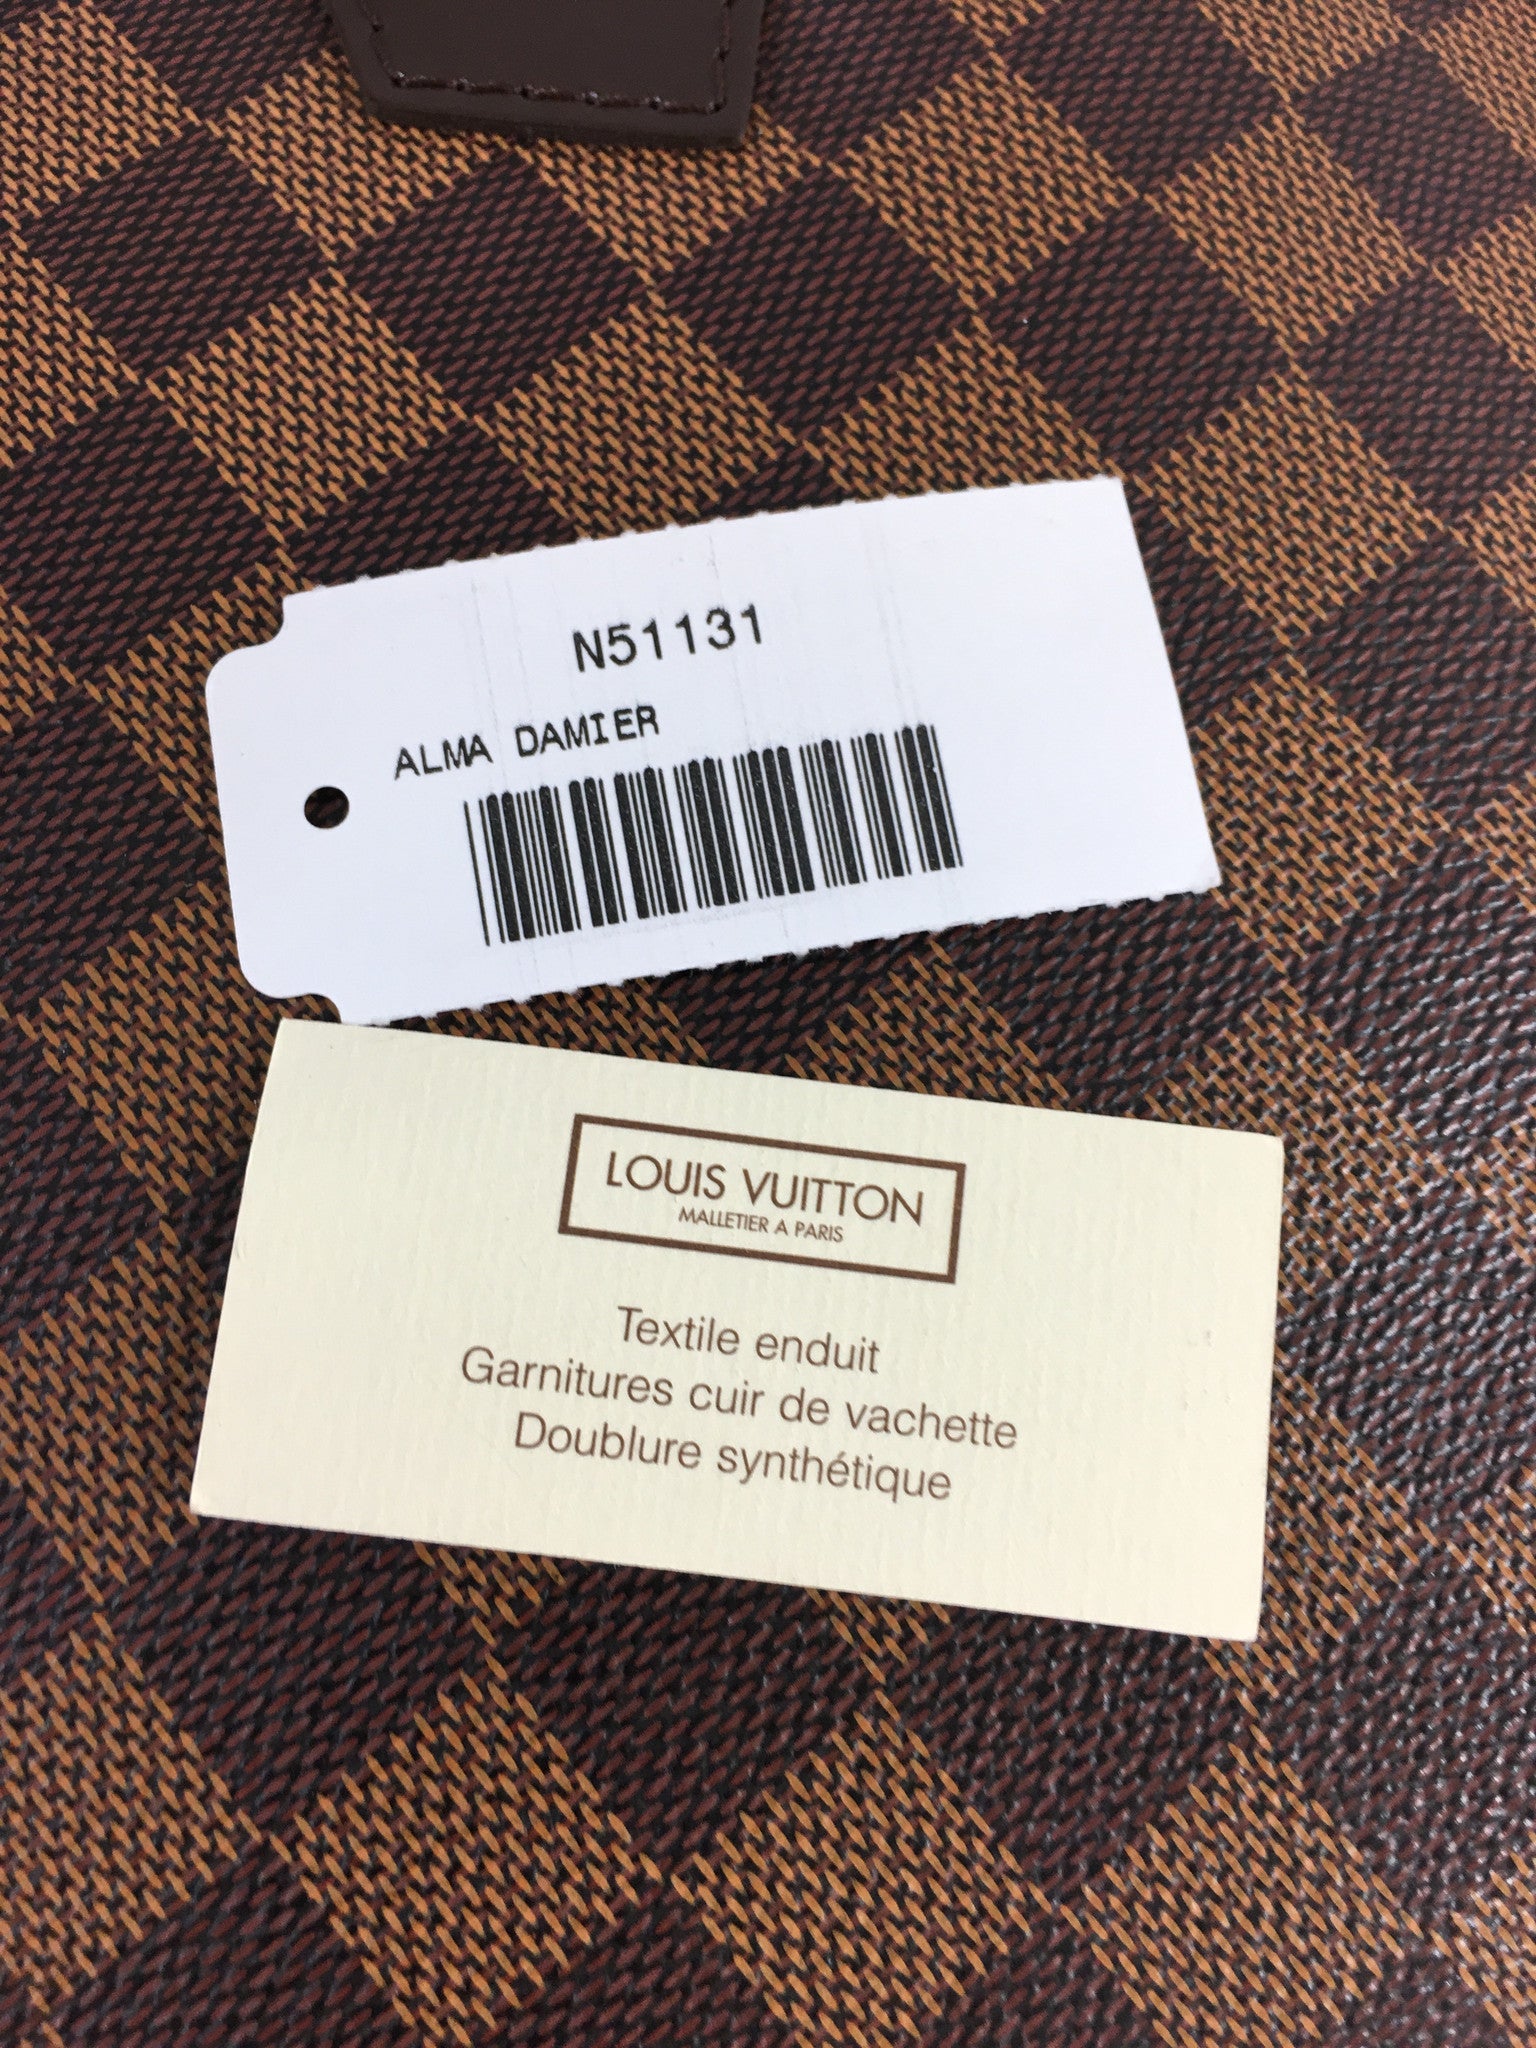 N51131
ALMA DAMIER
LOUIS VUITTON
MALLETIER A PARIS
Textile enduit
Garnitures cuir de vachette
Doublure synthétique